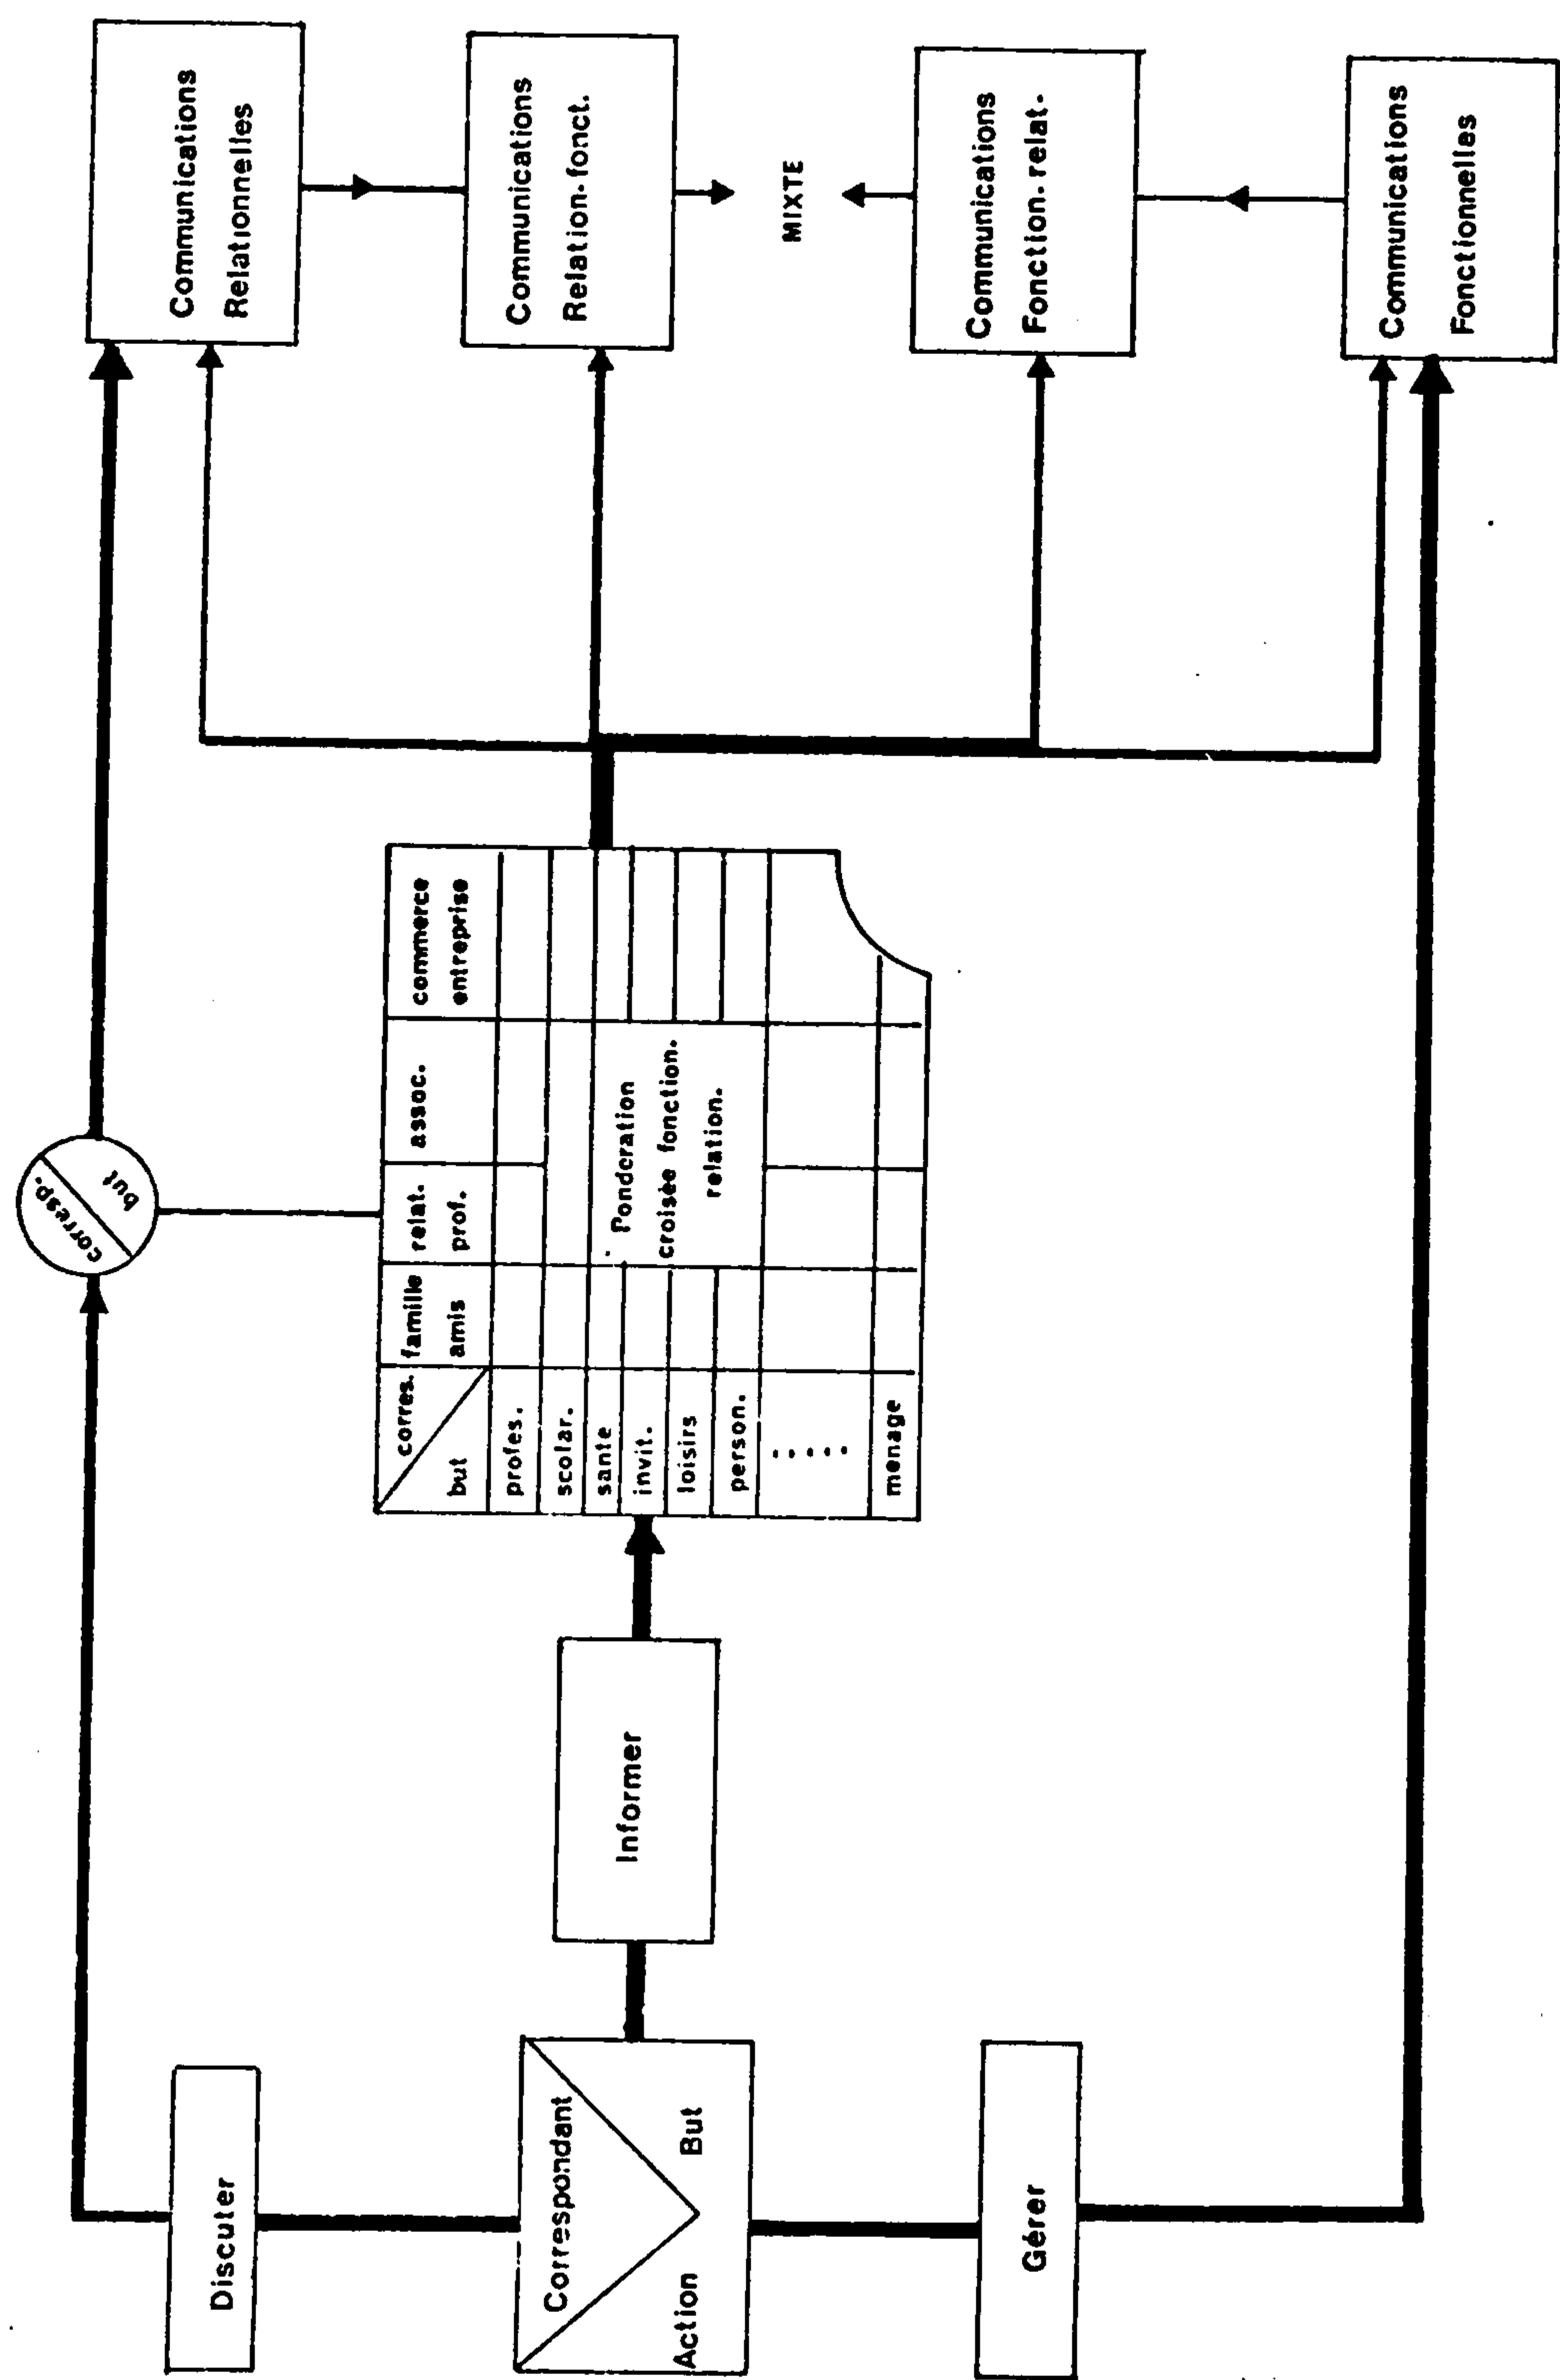 Discuter
Correspondant
Action
But
Gérer
Informer
corresp.
but
corres.
but
famille
amis
relat.
prof.
assoc.
commerce
entreprise
profes.
scolar.
sante
invit.
loisirs
person.
.....
menage
Ponderation
croisée fonction.
relation.
Communications
Relationnelles
Communications
Relation-fonct.
MIXTE
Communications
Fonction-relat-
Communications
Fonctionnelles